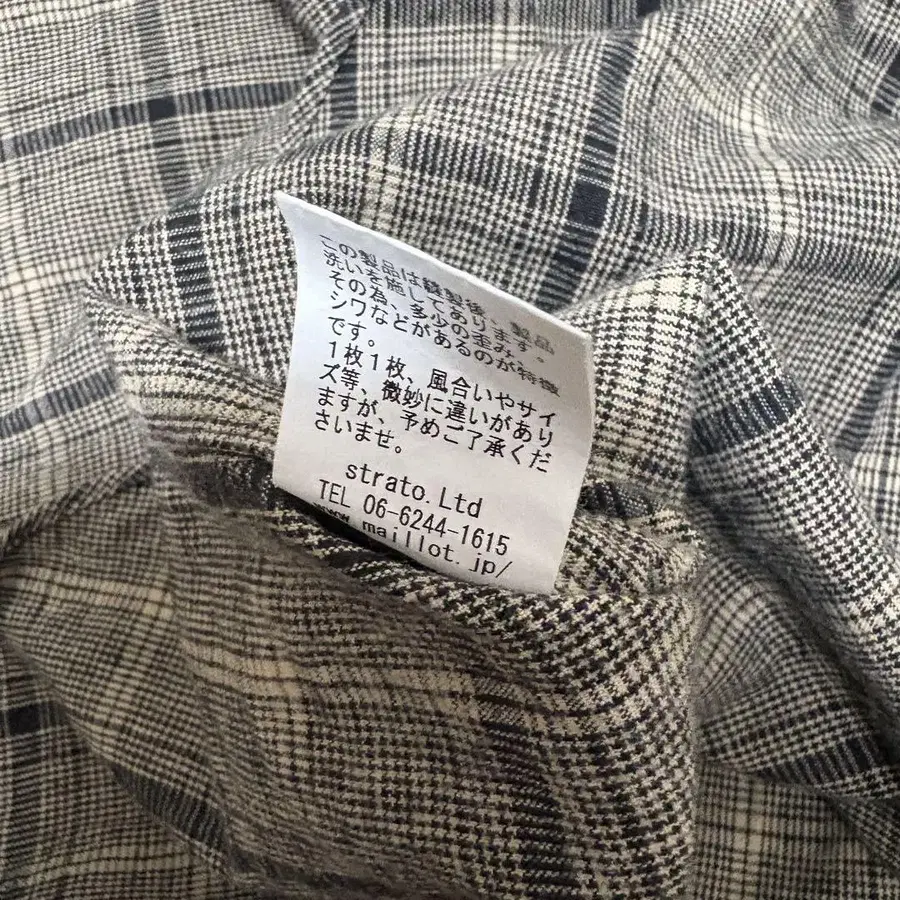 この製品は縫製後、製品
洗いを施してあります。
その為、多少の歪み、
シワなどがあるのが特徴
です。
1枚1枚、風合いやサイ
ズ等、微妙に違いがあり
ますが、予めご了承くだ
さいませ。
strato.Ltd
TEL 06-6244-1615
www.maillot.jp/